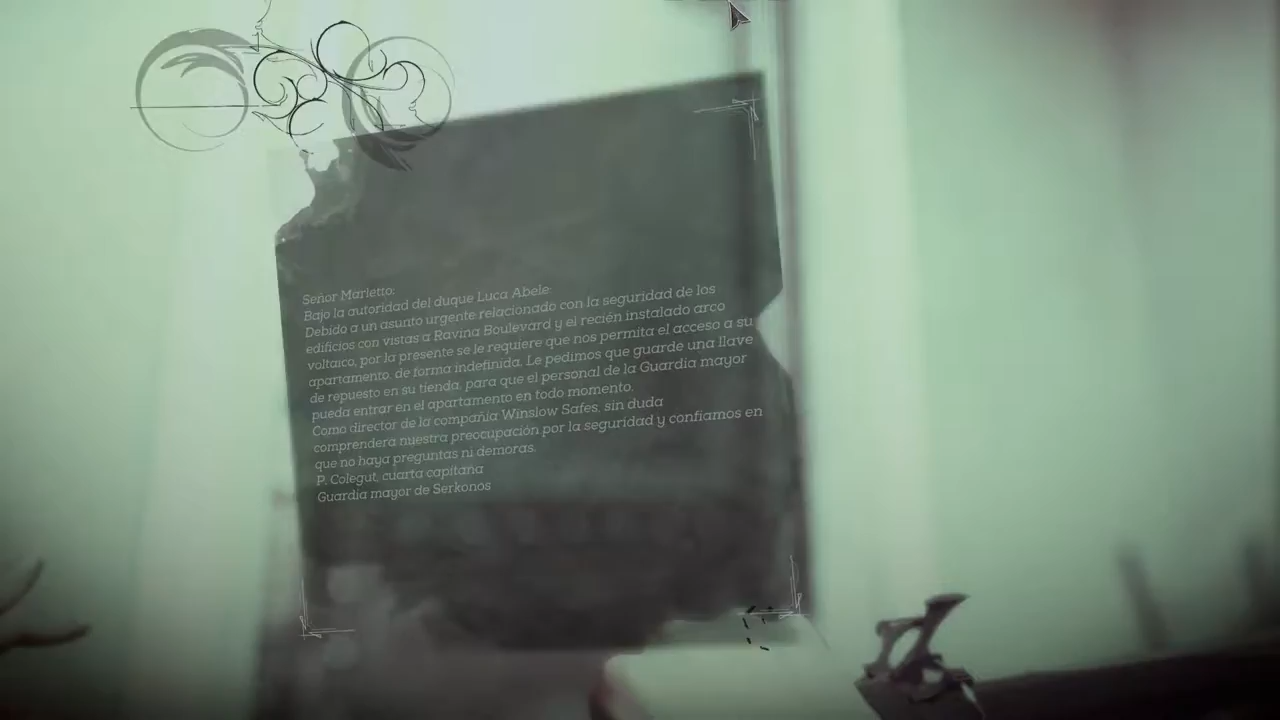 Señor Marletto:
Bajo la autoridad del duque Luca Abele:
Debido a un asunto urgente relacionado con la seguridad de los
edificios con vistas a Ravina Boulevard y el recién instalado arco
voltaico, por la presente se le requiere que nos permita el acceso a su
apartamento, de forma indefinida. Le pedimos que guarde una llave
de repuesto en su tienda, para que el personal de la Guardia mayor
pueda entrar en el apartamento en todo momento.
Como director de la compañía Winslow Safes, sin duda
comprenderá nuestra preocupación por la seguridad y confiamos en
que no haya preguntas ni demoras.
P. Colegut, cuarta capitana
Guardia mayor de Serkonos